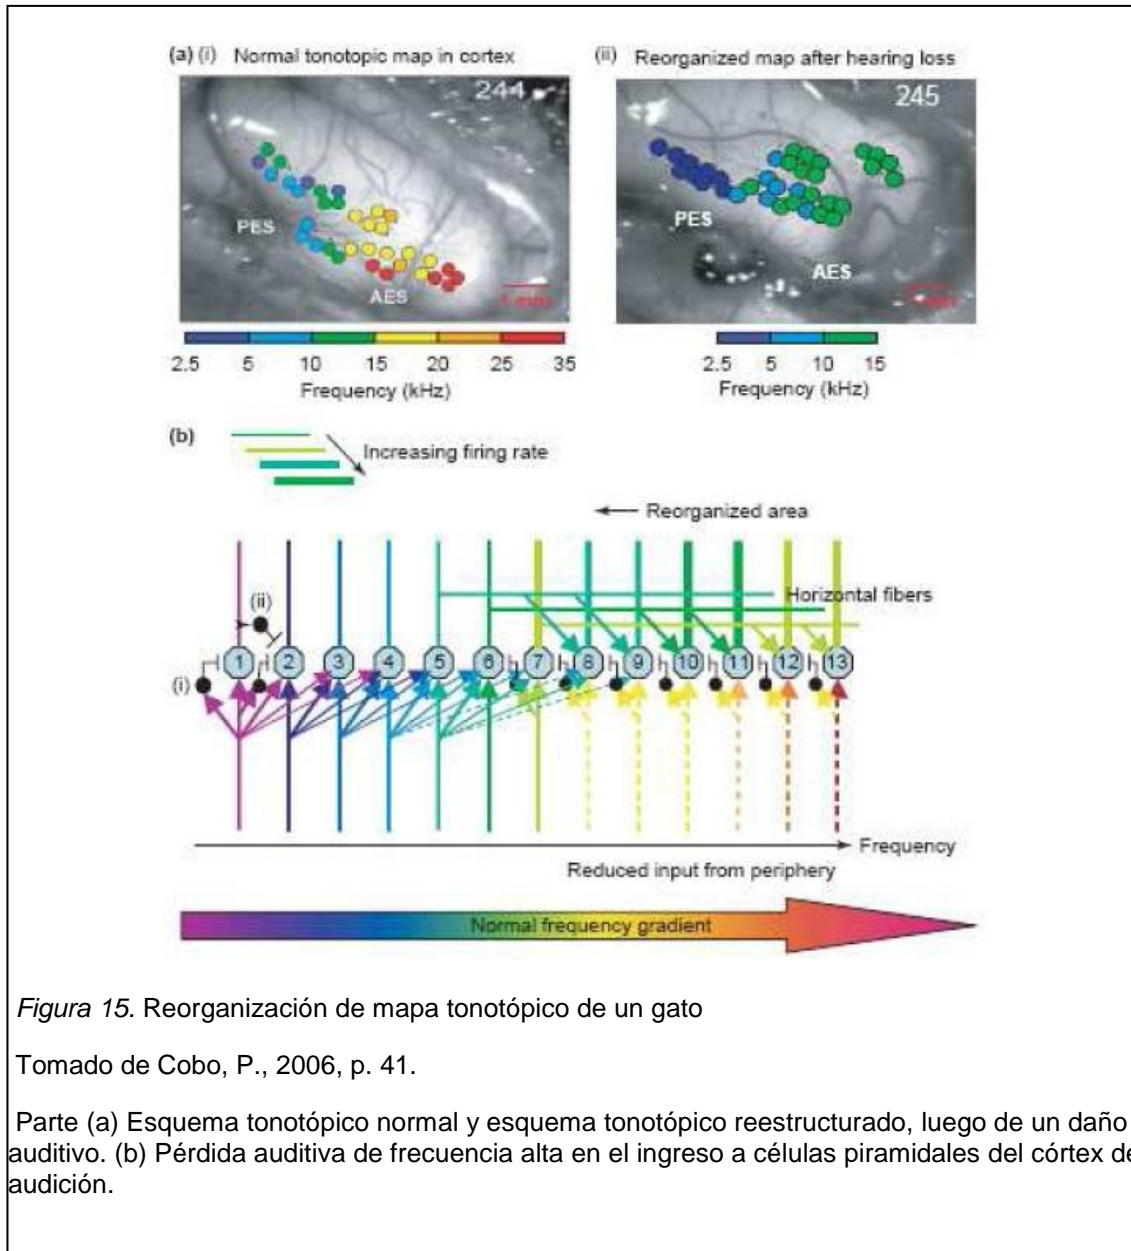 (a) (i) Normal tonotopic map in cortex
(ii) Reorganized map after hearing loss
244
245
PES
AES
1 mm
PES
AES
2.5 5 10 15 20 25 35
Frequency (kHz)
2.5 5 10 15
Frequency (kHz)
(b)
Increasing firing rate
Reorganized area
Horizontal fibers
(ii)
1 2 3 4 5 6 7 8 9 10 11 12 13
(i)
Frequency
Reduced input from periphery
Normal frequency gradient
Figura 15. Reorganización de mapa tonotópico de un gato
Tomado de Cobo, P., 2006, p. 41.
Parte (a) Esquema tonotópico normal y esquema tonotópico reestructurado, luego de un daño
auditivo. (b) Pérdida auditiva de frecuencia alta en el ingreso a células piramidales del córtex de
audición.